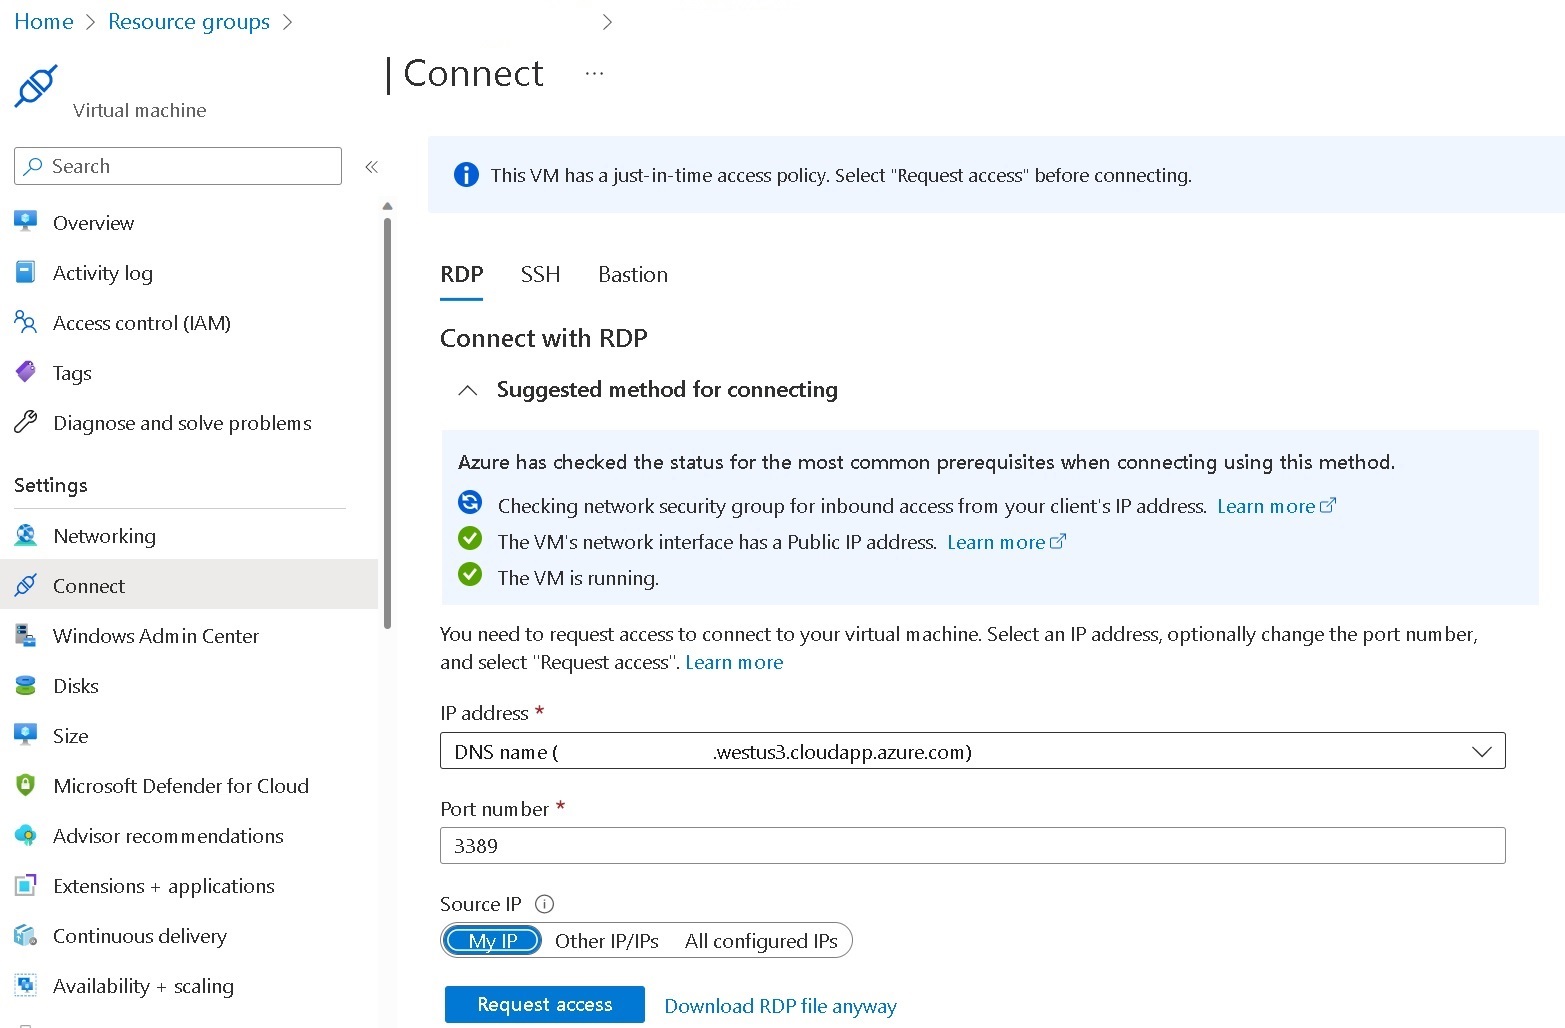 Home > Resource groups > >
| Connect ...
Virtual machine
Search «
Overview
Activity log
Access control (IAM)
Tags
Diagnose and solve problems
Settings
Networking
Connect
Windows Admin Center
Disks
Size
Microsoft Defender for Cloud
Advisor recommendations
Extensions + applications
Continuous delivery
Availability + scaling
This VM has a just-in-time access policy. Select "Request access" before connecting.
RDP SSH Bastion
Connect with RDP
Suggested method for connecting
Azure has checked the status for the most common prerequisites when connecting using this method.
Checking network security group for inbound access from your client's IP address. Learn more
The VM's network interface has a Public IP address. Learn more
The VM is running.
You need to request access to connect to your virtual machine. Select an IP address, optionally change the port number,
and select "Request access". Learn more
IP address *
DNS name ( .westus3.cloudapp.azure.com)
Port number *
3389
Source IP
My IP Other IP/IPs All configured IPs
Request access Download RDP file anyway